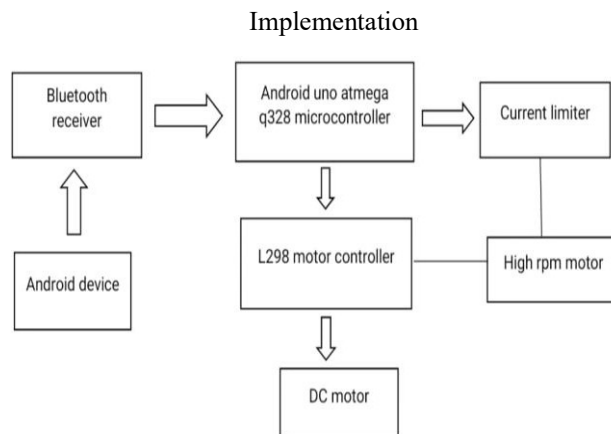 Implementation
Bluetooth
receiver
Android uno atmega
q328 microcontroller
Current limiter
Android device
L298 motor controller
High rpm motor
DC motor